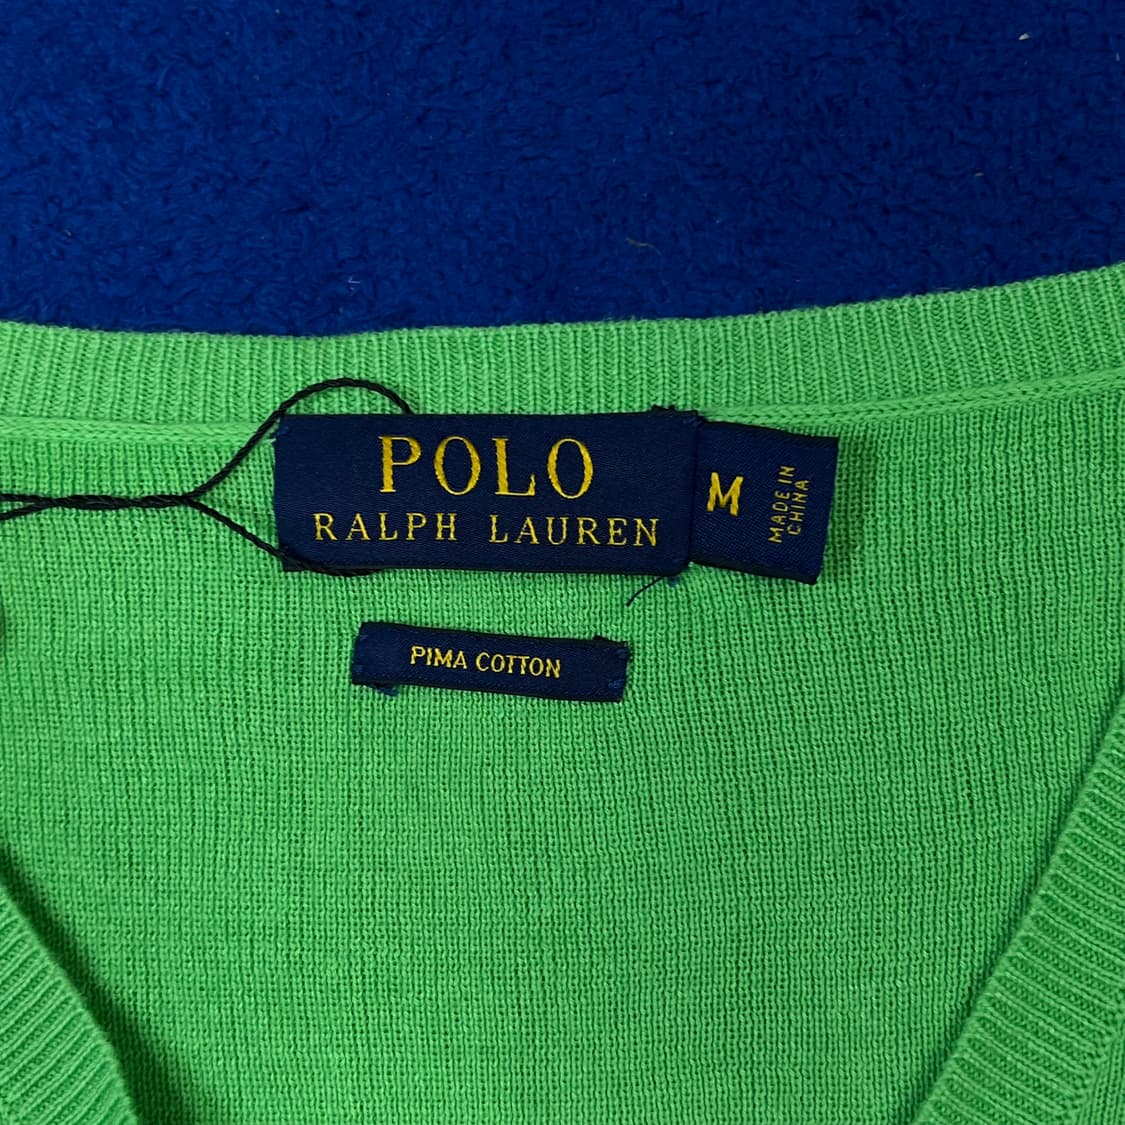 POLO
RALPH LAUREN
M
MADE IN
CHINA
PIMA COTTON